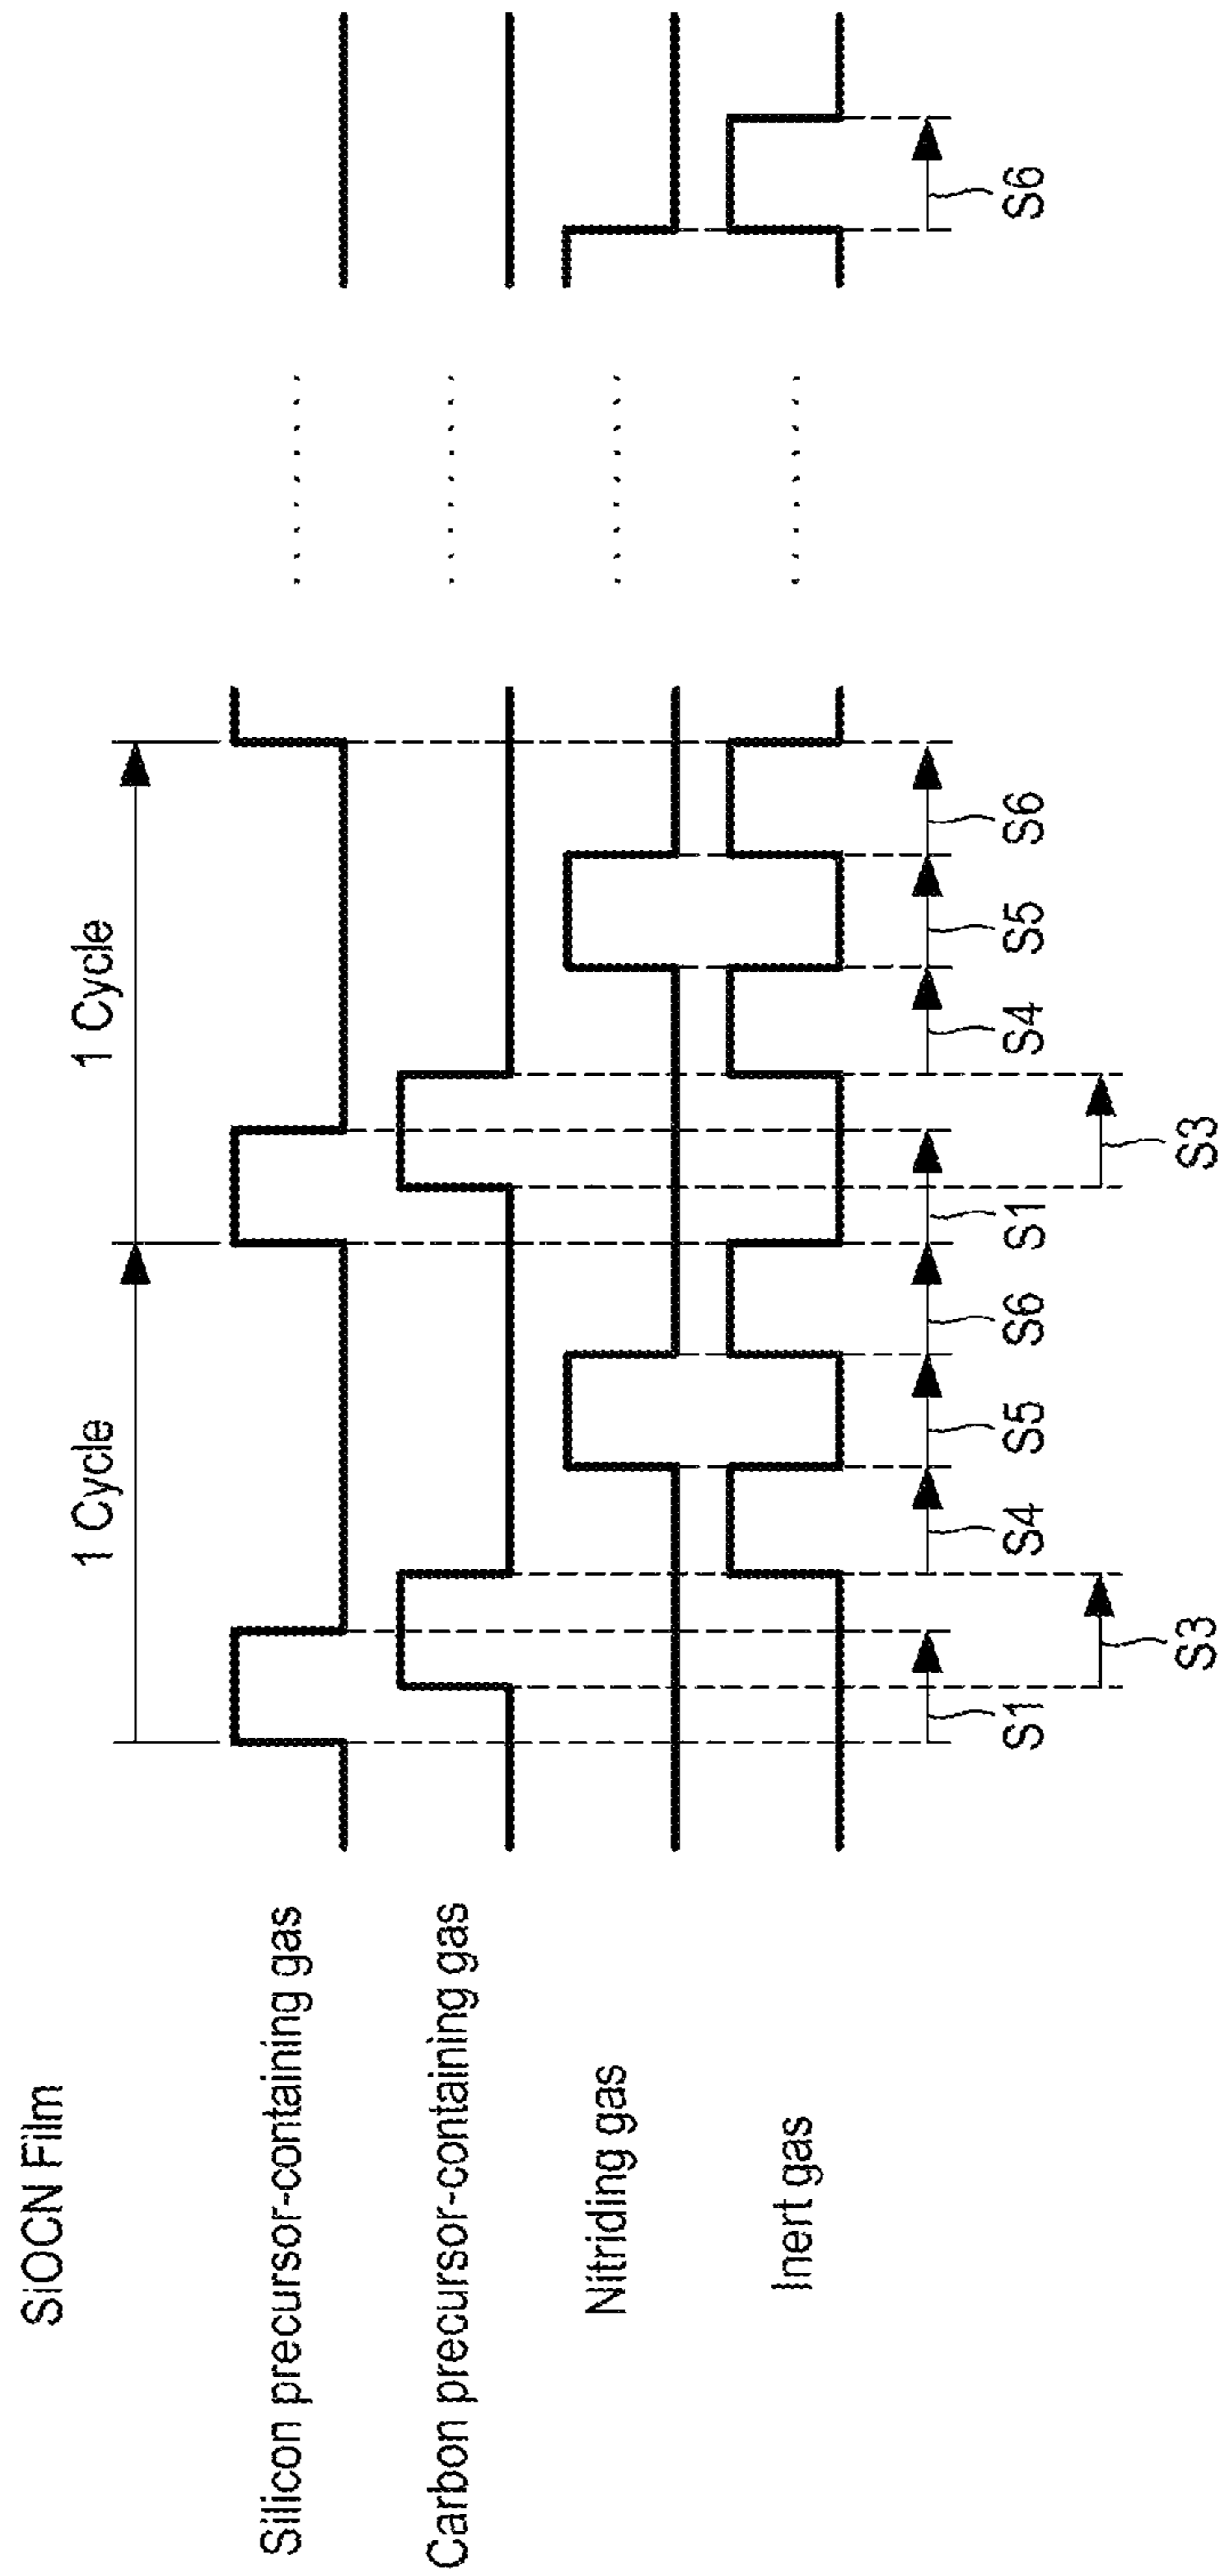 SiOCN Film
1 Cycle
1 Cycle
Silicon precursor-containing gas
Carbon precursor-containing gas
Nitriding gas
Inert gas
S1
S4
S5
S6
S1
S4
S5
S6
S6
S3
S3